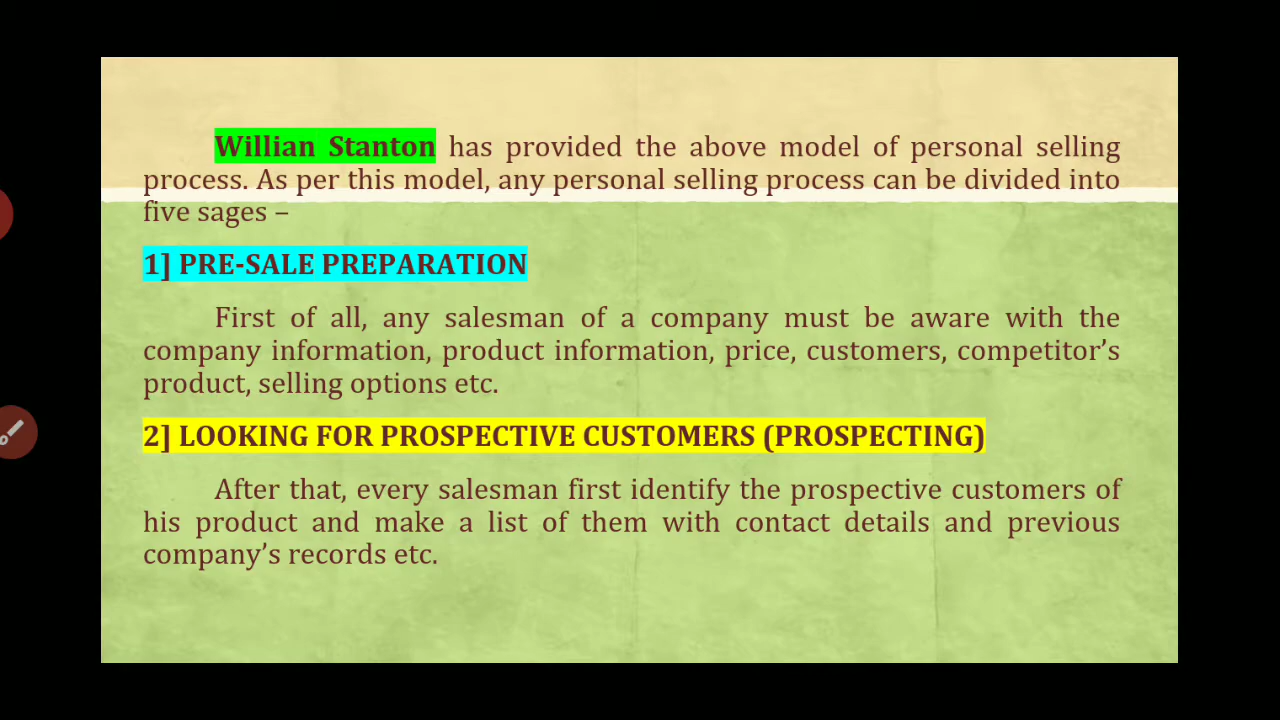 Willian Stanton has provided the above model of personal selling
process. As per this model, any personal selling process can be divided into
five sages –
1] PRE-SALE PREPARATION
First of all, any salesman of a company must be aware with the
company information, product information, price, customers, competitor’s
product, selling options etc.
2] LOOKING FOR PROSPECTIVE CUSTOMERS (PROSPECTING)
After that, every salesman first identify the prospective customers of
his product and make a list of them with contact details and previous
company’s records etc.